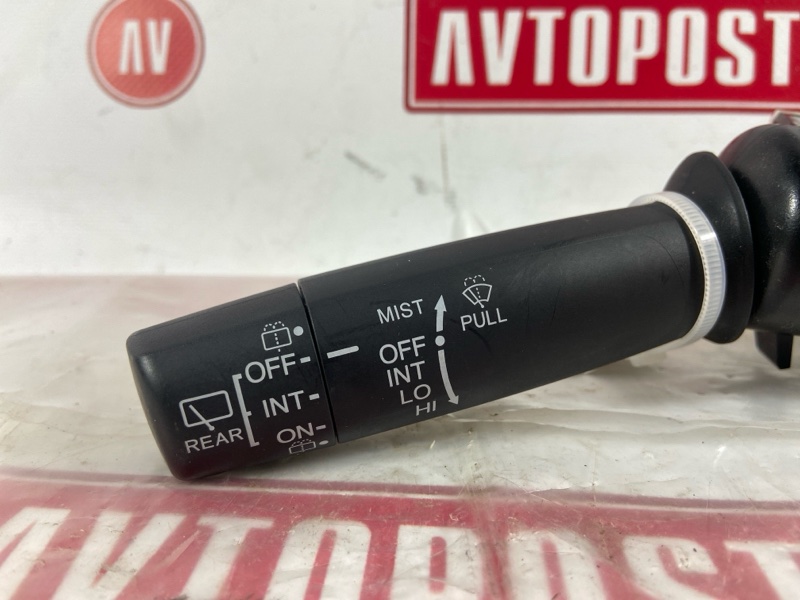 AV
AVTOPOST
MIST
PULL
OFF
INT
LO
HI
OFF
INT
ON
REAR
AVTOPOST